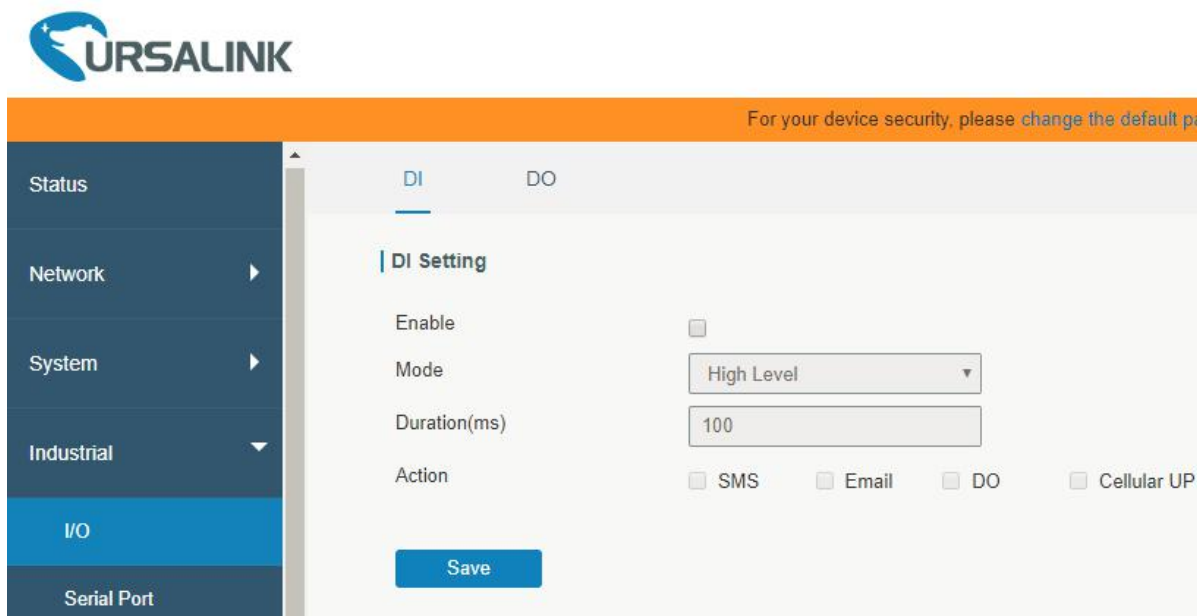 URSALINK
For your device security, please change the default
Status
DI DO
Network
DI Setting
Enable
System
Mode High Level
Duration(ms) 100
Industrial
Action SMS Email DO Cellular UP
I/O
Save
Serial Port